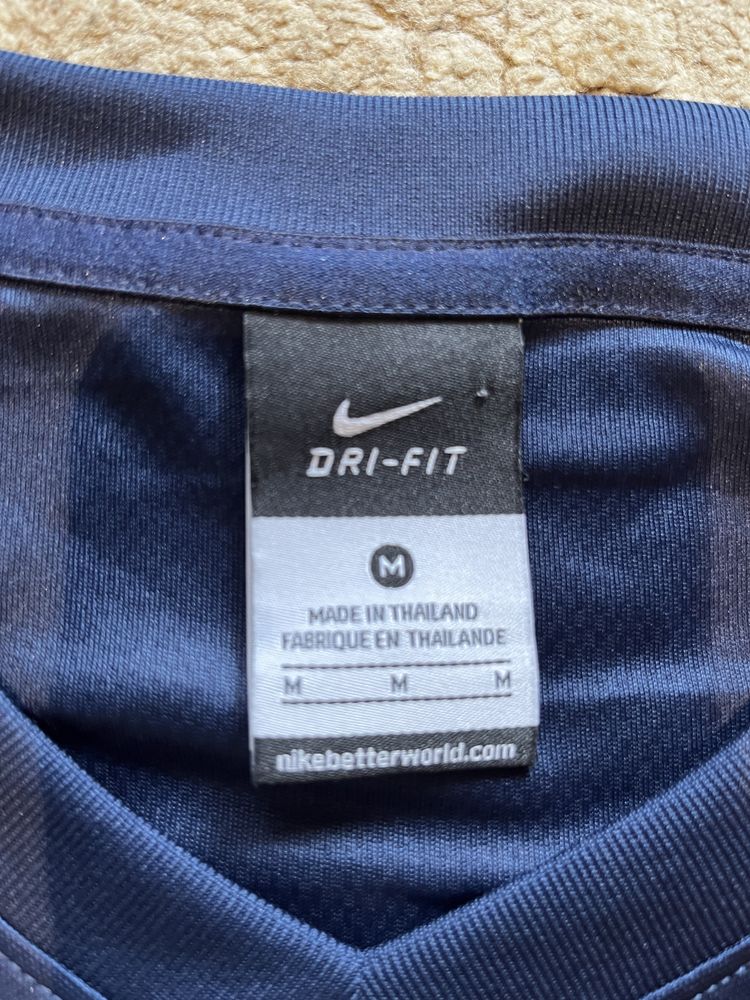 DRI-FIT
M
MADE IN THAILAND
FABRIQUE EN THAILANDE
M M M
nikebetterworld.com